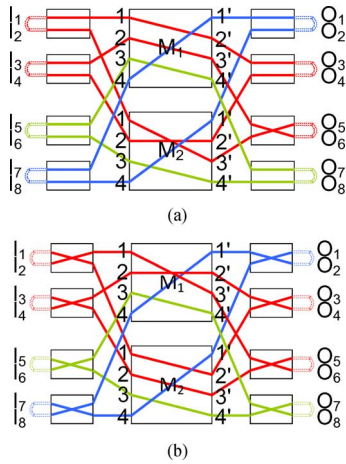 I1 1 1' O1
I2 2 2' O2
M1
I3 3 3' O3
I4 4 4' O4
I5 1 1' O5
I6 2 2' O6
M2
I7 3 3' O7
I8 4 4' O8
(a)
I1 1 1' O1
I2 2 2' O2
M1
I3 3 3' O3
I4 4 4' O4
I5 1 1' O5
I6 2 2' O6
M2
I7 3 3' O7
I8 4 4' O8
(b)